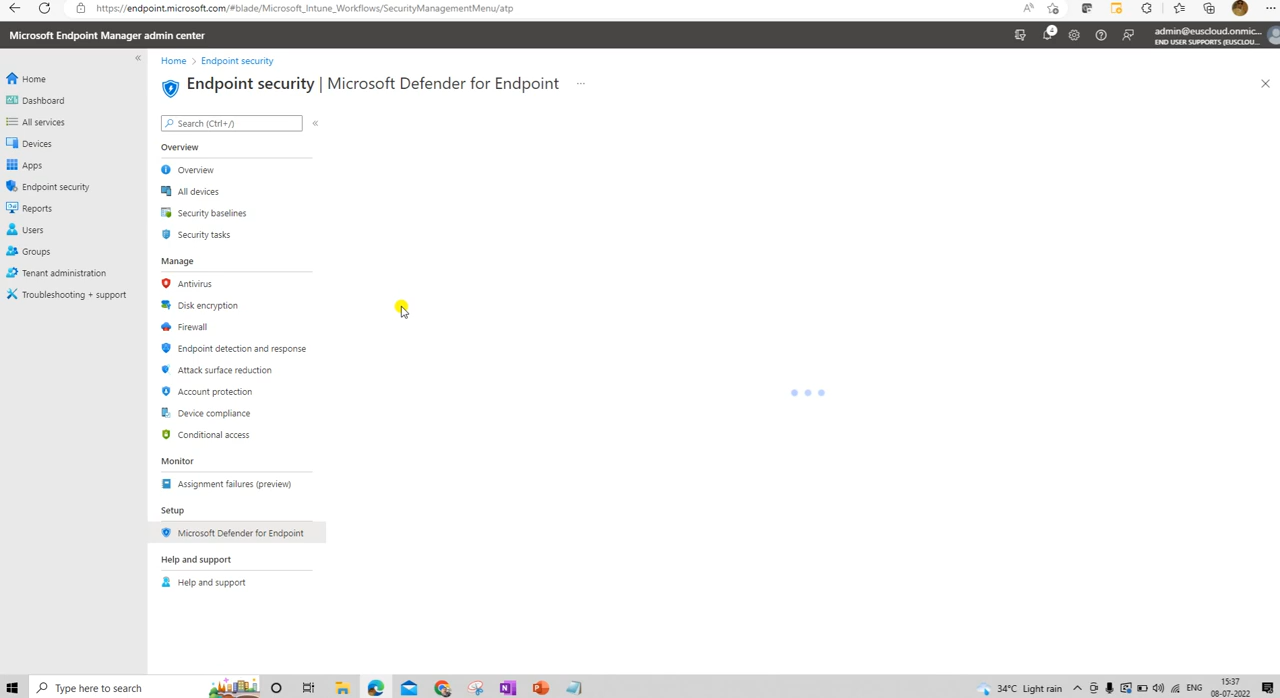 https://endpoint.microsoft.com/#blade/Microsoft_Intune_Workflows/SecurityManagementMenu/atp
Microsoft Endpoint Manager admin center
4
admin@euscloud.onmic...
END USER SUPPORTS (EUSCLOU...
«
Home > Endpoint security
Endpoint security | Microsoft Defender for Endpoint ...
Home
Dashboard
All services
Devices
Apps
Endpoint security
Reports
Users
Groups
Tenant administration
Troubleshooting + support
Search (Ctrl+/) «
Overview
Overview
All devices
Security baselines
Security tasks
Manage
Antivirus
Disk encryption
Firewall
Endpoint detection and response
Attack surface reduction
Account protection
Device compliance
Conditional access
Monitor
Assignment failures (preview)
Setup
Microsoft Defender for Endpoint
Help and support
Help and support
Type here to search
34°C Light rain
ENG
15:37
08-07-2022